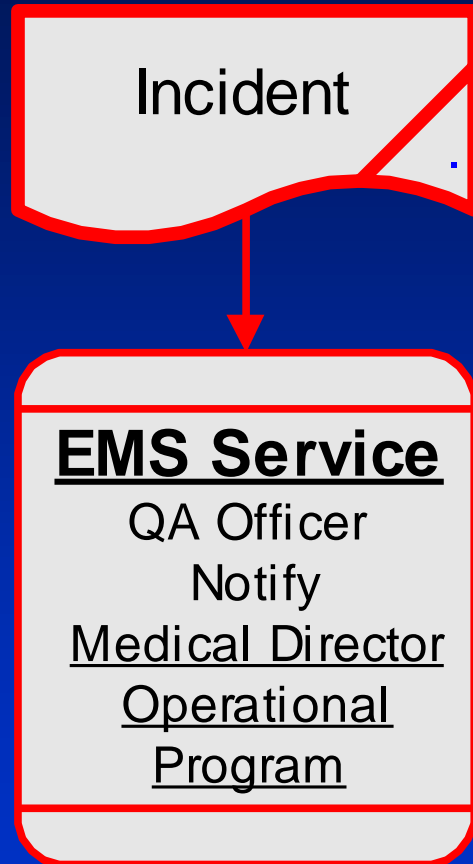 Incident
EMS Service
QA Officer
Notify
Medical Director
Operational
Program